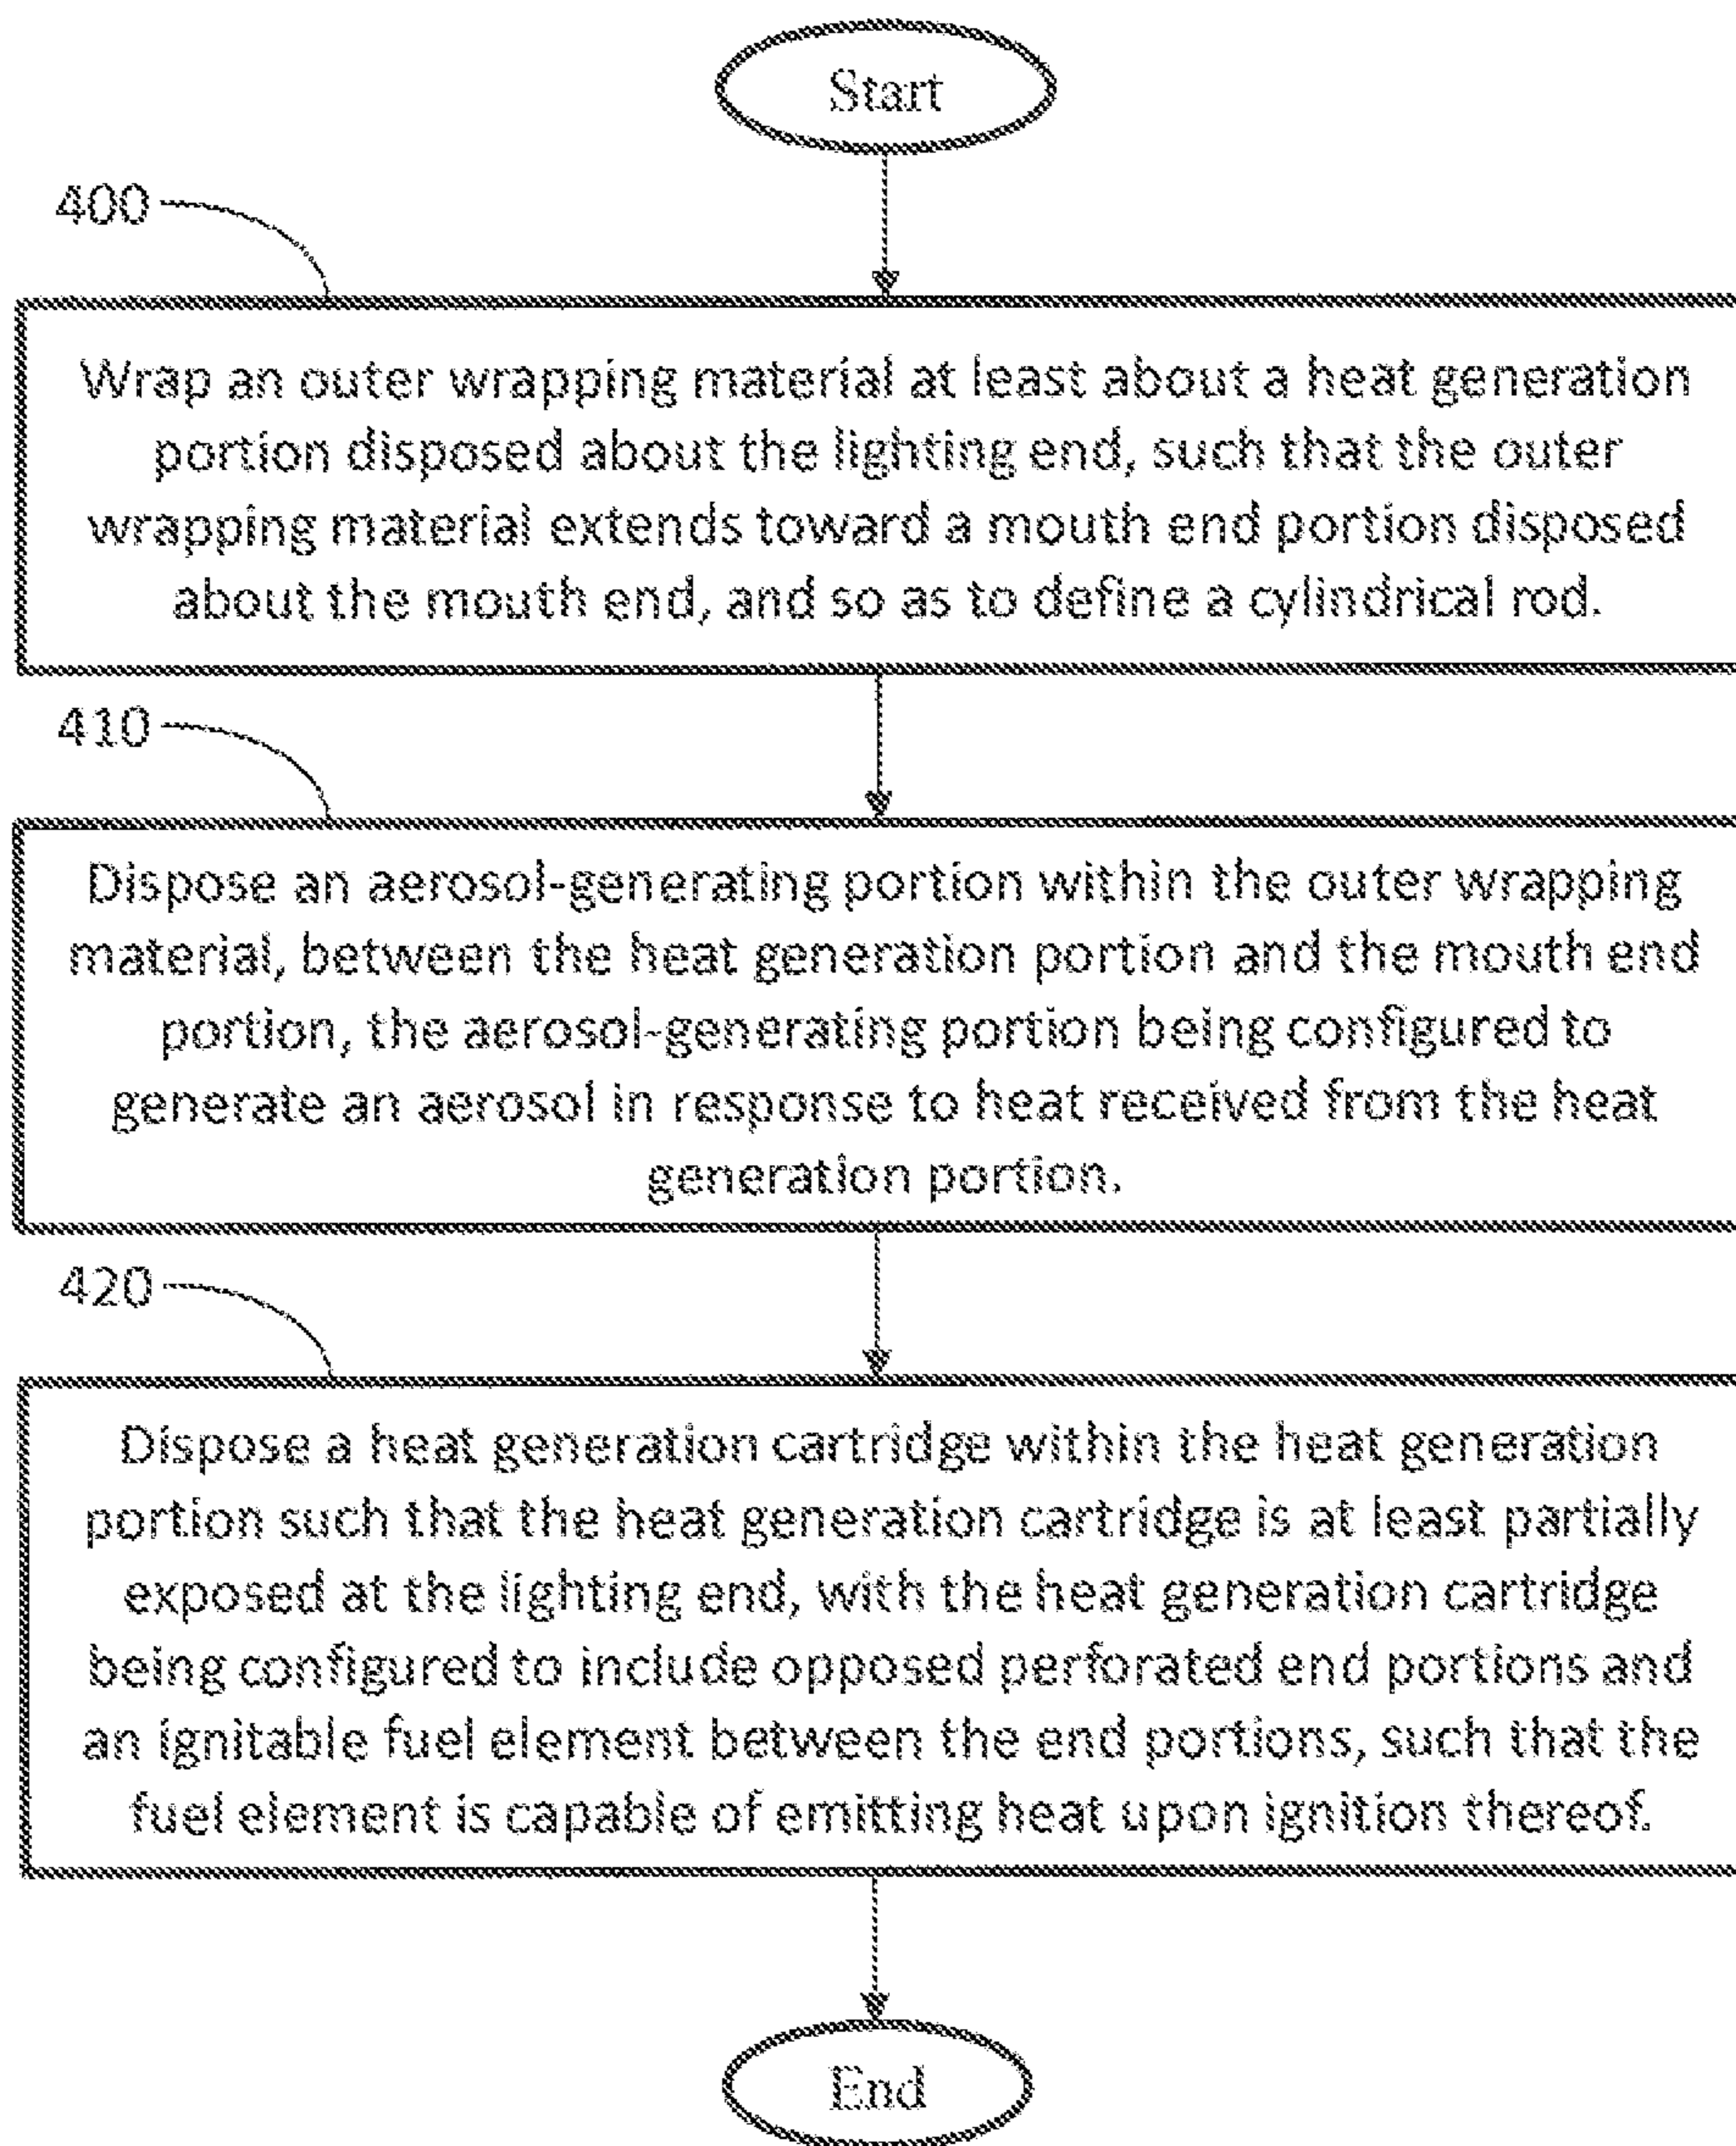 Start
400
Wrap an outer wrapping material at least about a heat generation
portion disposed about the lighting end, such that the outer
wrapping material extends toward a mouth end portion disposed
about the mouth end, and so as to define a cylindrical rod.
410
Dispose an aerosol-generating portion within the outer wrapping
material, between the heat generation portion and the mouth end
portion, the aerosol-generating portion being configured to
generate an aerosol in response to heat received from the heat
generation portion.
420
Dispose a heat generation cartridge within the heat generation
portion such that the heat generation cartridge is at least partially
exposed at the lighting end, with the heat generation cartridge
being configured to include opposed perforated end portions and
an ignitable fuel element between the end portions, such that the
fuel element is capable of emitting heat upon ignition thereof.
End